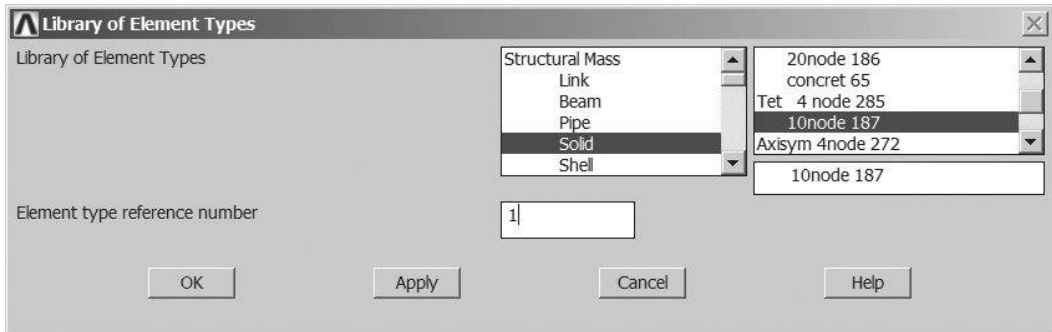 Library of Element Types
Library of Element Types
Structural Mass
Link
Beam
Pipe
Solid
Shell
20node 186
concret 65
Tet 4 node 285
10node 187
Axisym 4node 272
10node 187
Element type reference number
1
OK
Apply
Cancel
Help